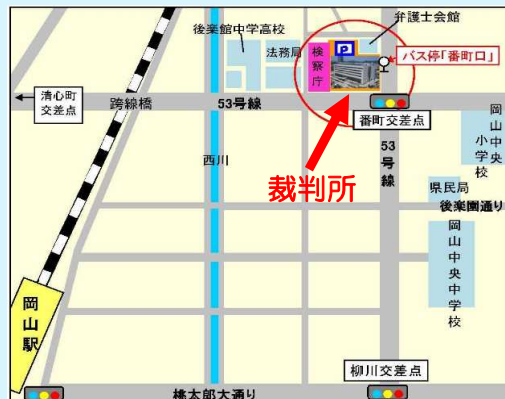 弁護士会館
後楽館中学高校
法務局
検察庁
P
バス停「番町口」
清心町
交差点
跨線橋
53号線
番町交差点
岡山中央
小学校
西川
53号線
裁判所
県民局
後楽園通り
岡山中央中学校
岡山駅
柳川交差点
桃太郎大通り